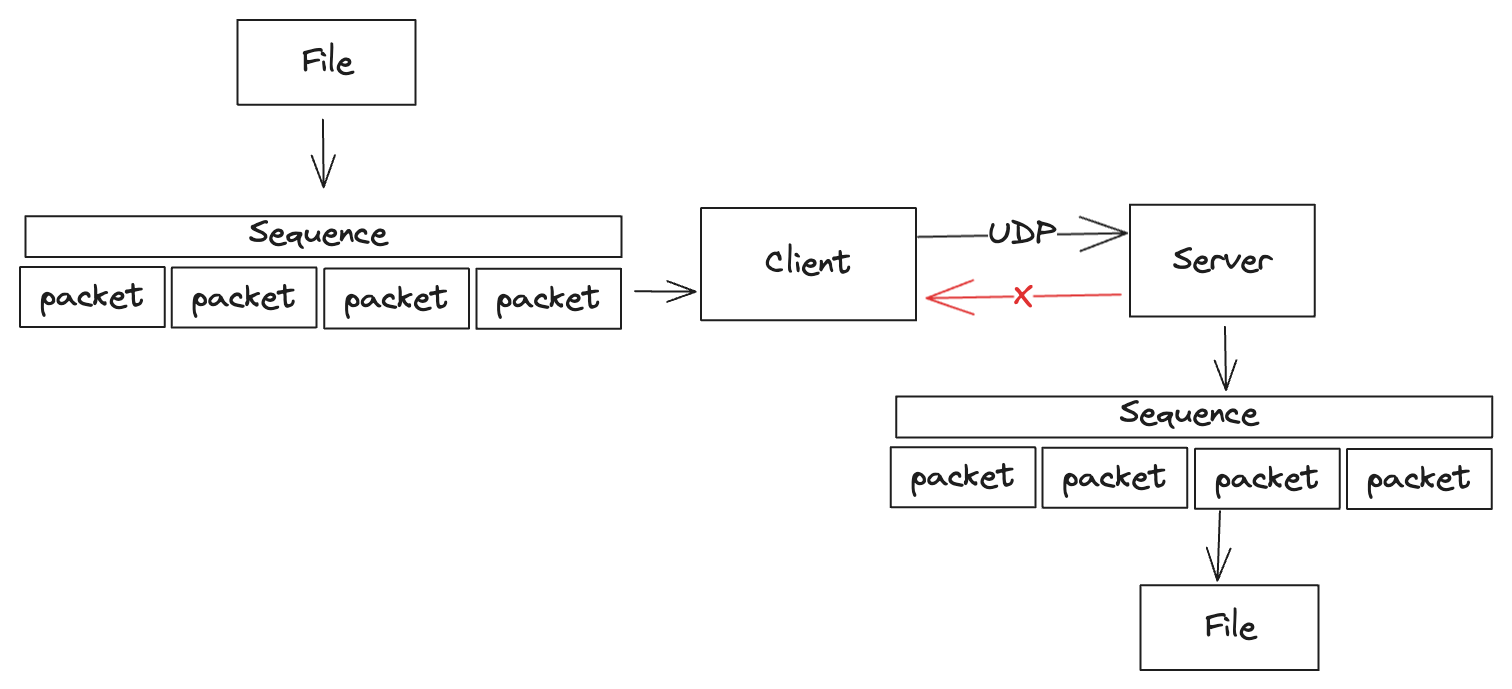 File
Sequence
packet packet packet packet
Client
UDP
x
Server
Sequence
packet packet packet packet
File